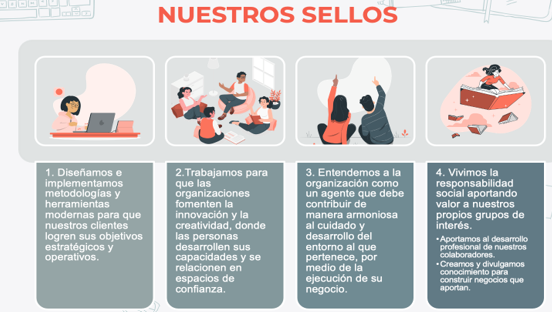 NUESTROS SELLOS
1. Diseñamos e
implementamos
metodologías y
herramientas
modernas para que
nuestros clientes
logren sus objetivos
estratégicos y
operativos.
2.Trabajamos para
que las
organizaciones
fomenten la
innovación y la
creatividad, donde
las personas
desarrollen sus
capacidades y se
relacionen en
espacios de
confianza.
3. Entendemos a la
organización como
un agente que debe
contribuir de
manera armoniosa
al cuidado y
desarrollo del
entorno al que
pertenece, por
medio de la
ejecución de su
negocio.
4. Vivimos la
responsabilidad
social aportando
valor a nuestros
propios grupos de
interés.
• Aportamos al desarrollo
profesional de nuestros
colaboradores.
• Creamos y divulgamos
conocimiento para
construir negocios que
aportan.